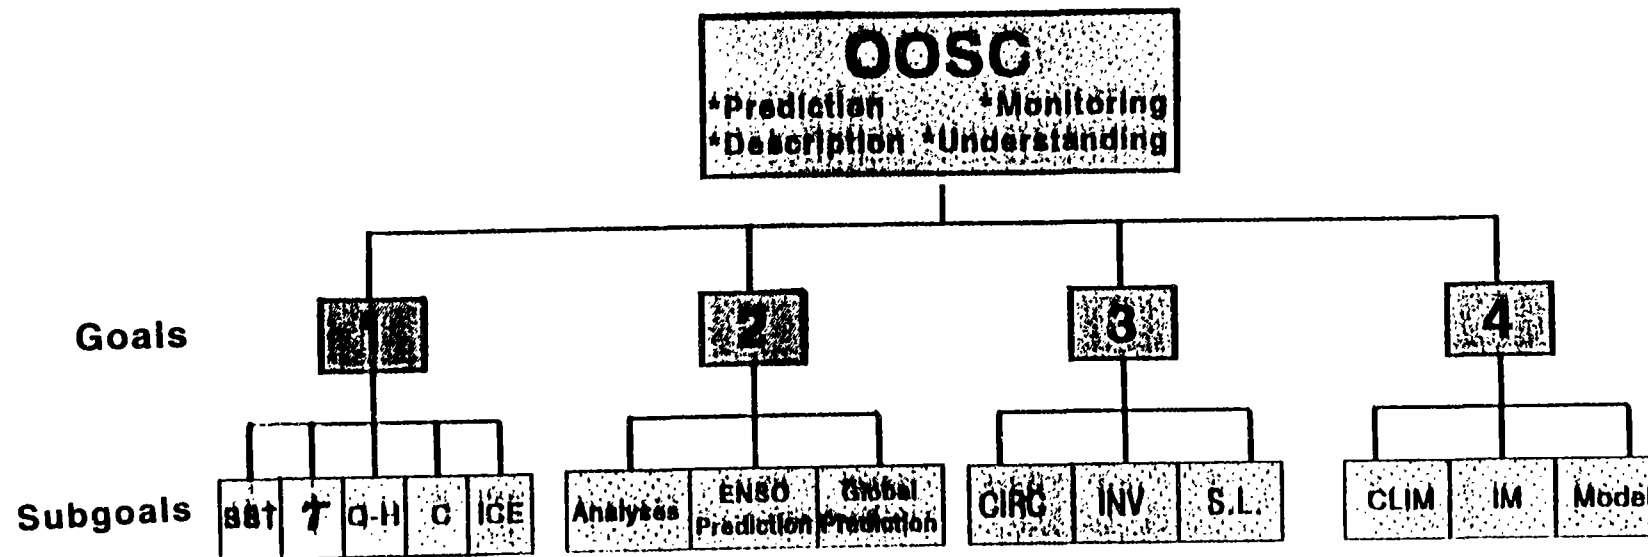 OOSC
*Prediction *Monitoring
*Description *Understanding
Goals 1 2 3 4
ENSO Global
Subgoals SST C ICE Analyses Prediction Prediction CIRC INV S.L. CLIM IM Model